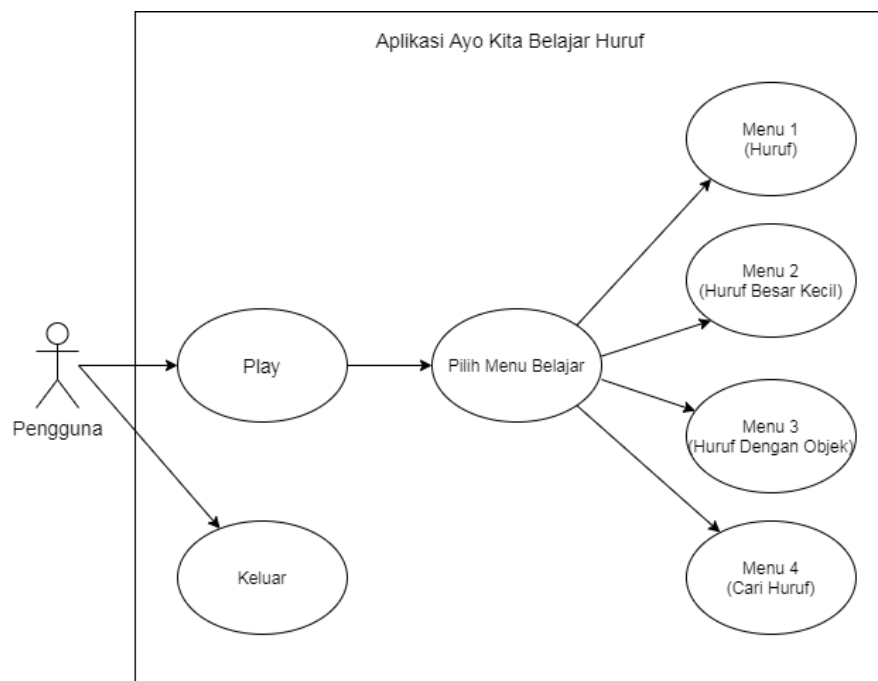 Aplikasi Ayo Kita Belajar Huruf
Menu 1
(Huruf)
Menu 2
(Huruf Besar Kecil)
Play
Pilih Menu Belajar
Pengguna
Menu 3
(Huruf Dengan Objek)
Keluar
Menu 4
(Cari Huruf)